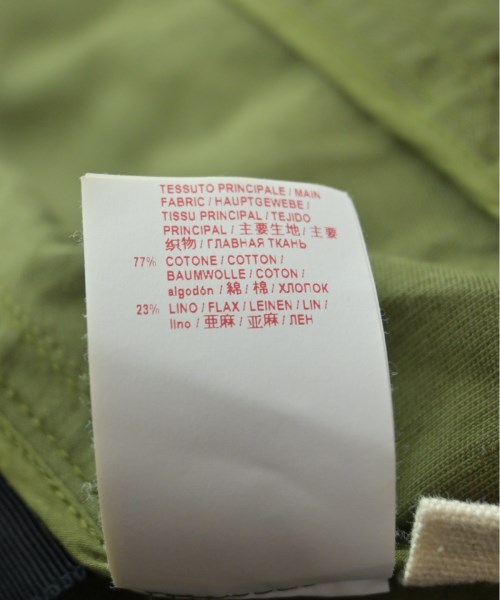 TESSUTO PRINCIPALE / MAIN
FABRIC / HAUPTGEWEBE /
TISSU PRINCIPAL / TEJIDO
PRINCIPAL / 主要生地 / 主要
织物 / ГЛАВНАЯ ТКАНЬ
77% COTONE / COTTON /
BAUMWOLLE / COTON /
algodón / 綿 / 棉 / ХЛОПОК
23% LINO / FLAX / LEINEN / LIN /
lino / 亜麻 / 亚麻 / ЛЕН